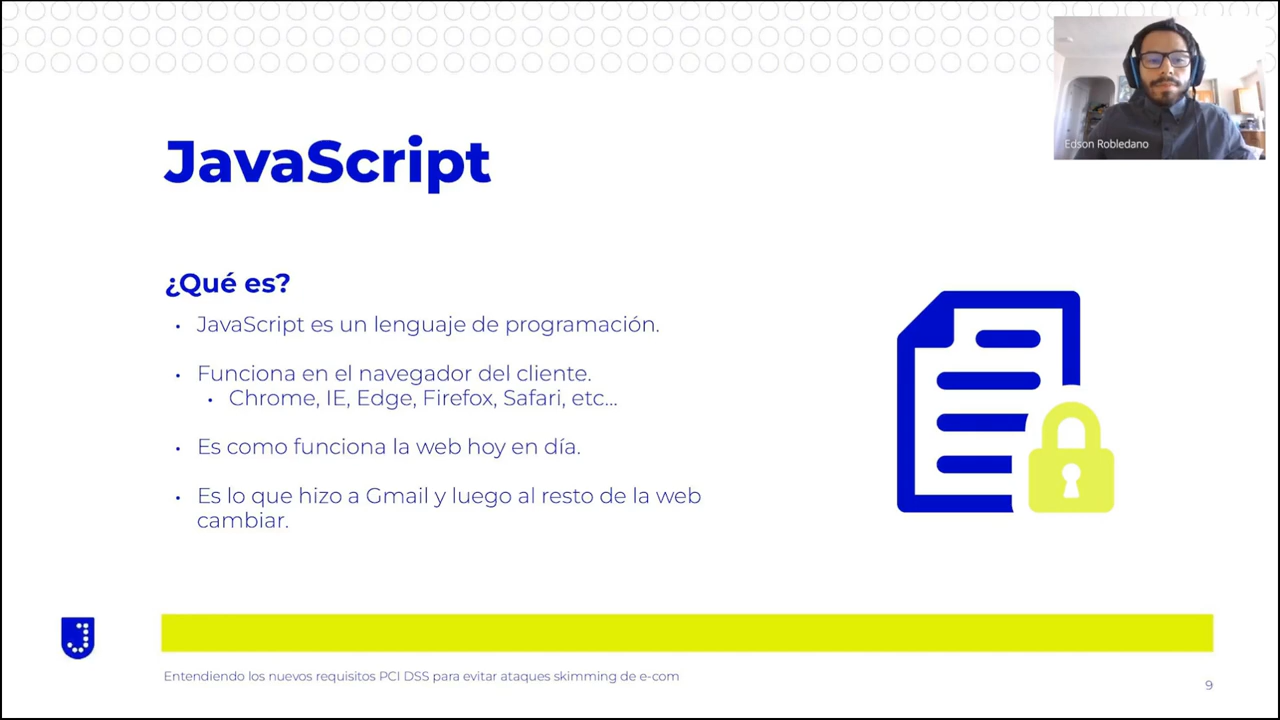 Edson Robledano
JavaScript
¿Qué es?
• JavaScript es un lenguaje de programación.
• Funciona en el navegador del cliente.
• Chrome, IE, Edge, Firefox, Safari, etc...
• Es como funciona la web hoy en día.
• Es lo que hizo a Gmail y luego al resto de la web
cambiar.
Entendiendo los nuevos requisitos PCI DSS para evitar ataques skimming de e-com
9